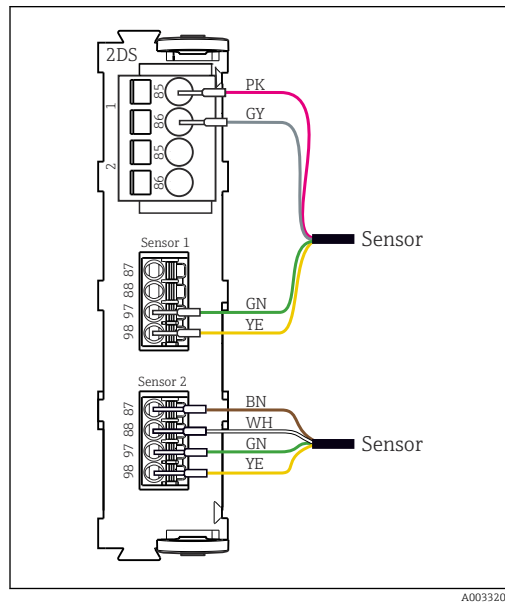 2DS
1
85
PK
86
GY
2
85
86
Sensor
Sensor 1
87
88
97
GN
98
YE
Sensor 2
87
BN
88
WH
97
GN
Sensor
98
YE
A003320